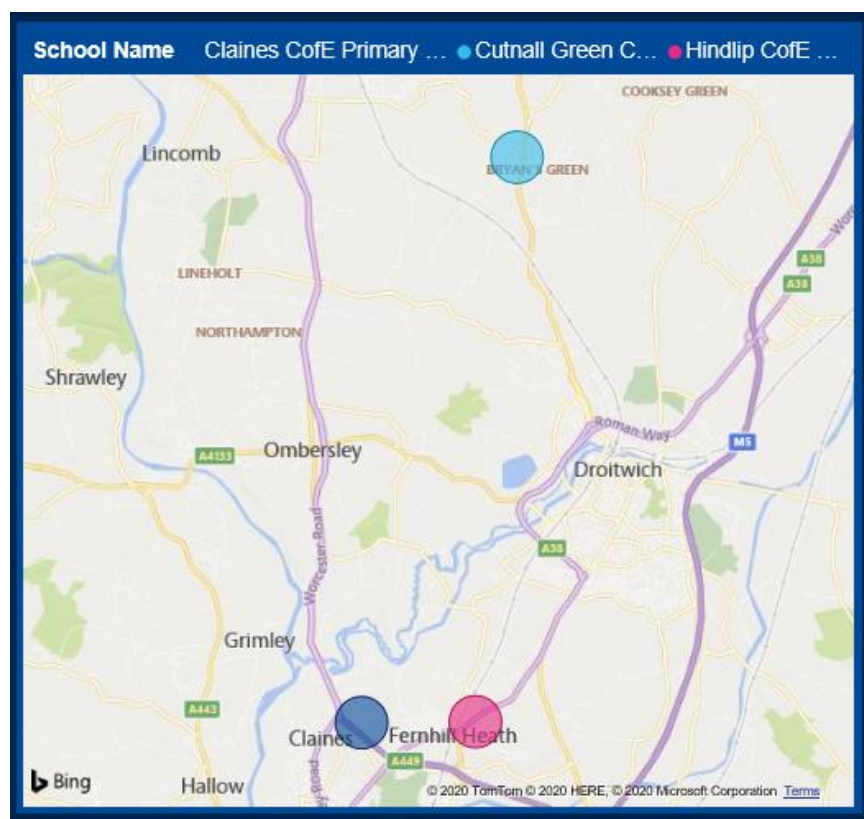 School Name Claines CofE Primary ... Cutnall Green C... Hindlip CofE ...
COOKSEY GREEN
Lincomb
BRYAN'S GREEN
LINEHOLT
A38
A38
NORTHAMPTON
Shrawley
Roman Way
M5
A4133
Ombersley
Droitwich
A38
Worcester Road
Grimley
A443
Claines
Fernhill Heath
A449
Bing
Hallow
© 2020 TomTom © 2020 HERE, © 2020 Microsoft Corporation Terms